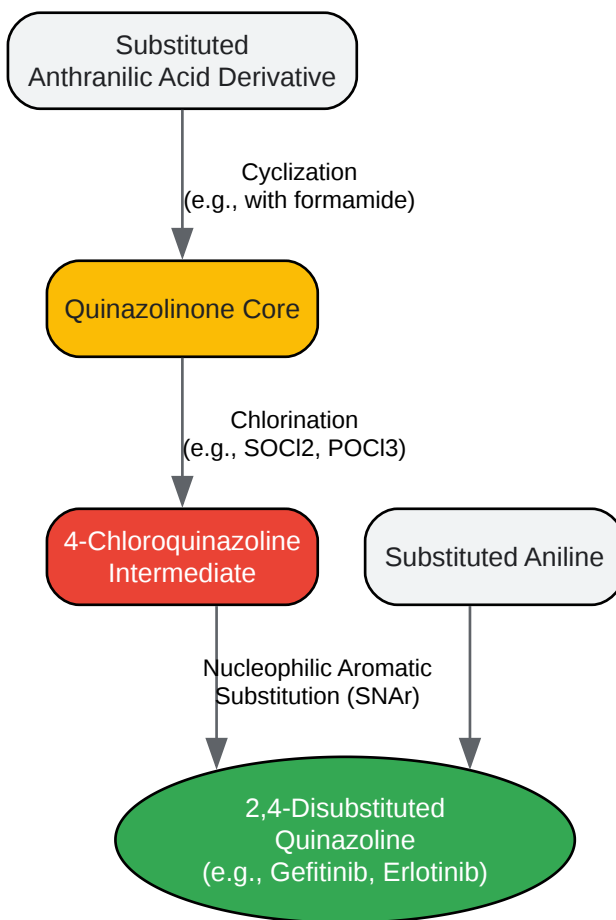 Substituted
Anthranilic Acid Derivative
Cyclization
(e.g., with formamide)
Quinazolinone Core
Chlorination
(e.g., SOCl2, POCl3)
4-Chloroquinazoline
Intermediate
Substituted Aniline
Nucleophilic Aromatic
Substitution (SNAr)
2,4-Disubstituted
Quinazoline
(e.g., Gefitinib, Erlotinib)